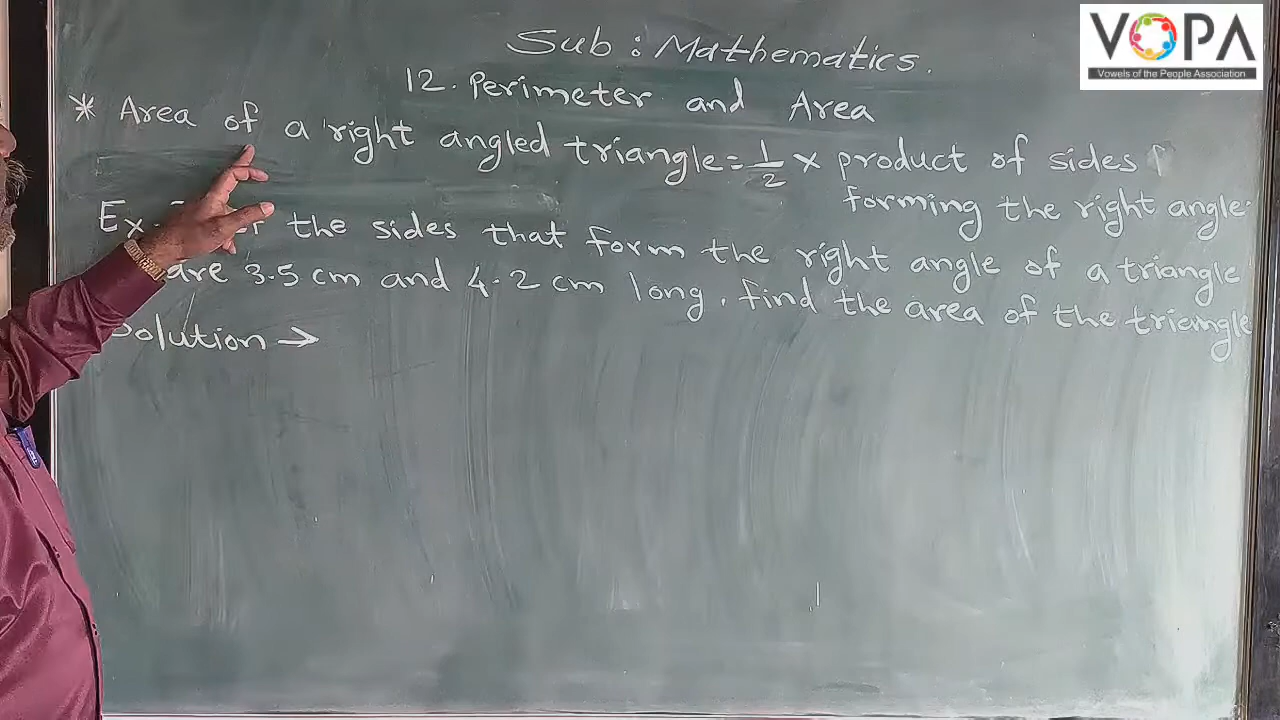 VOPA
Vowels of the People Association
Sub : Mathematics.
12. Perimeter and Area
* Area of a right angled triangle = 1/2 × product of sides
forming the right angle.
Ex. the sides that form the right angle of a triangle
are 3.5 cm and 4.2 cm long, find the area of the triangle
Solution →